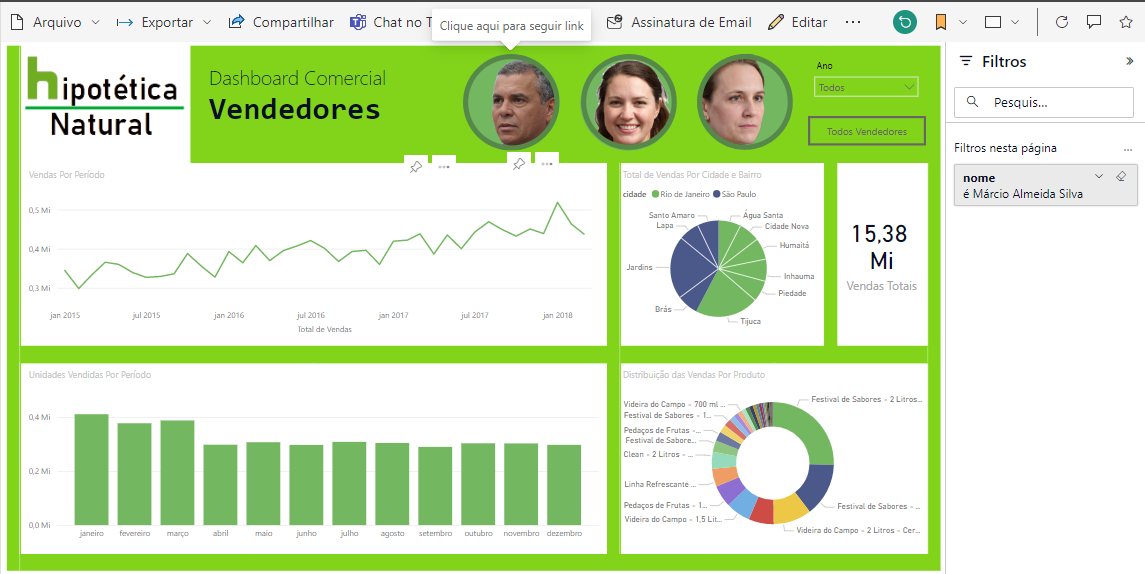 Arquivo
Exportar
Compartilhar
Chat no T
Clique aqui para seguir link
Assinatura de Email
Editar
hipotética
Natural
Dashboard Comercial
Vendedores
Ano
Todos
Todos Vendedores
Filtros
Pesquis...
Filtros nesta página
nome
é Márcio Almeida Silva
Vendas Por Período
0,5 Mi
0,4 Mi
0,3 Mi
jan 2015 jul 2015 jan 2016 jul 2016 jan 2017 jul 2017 jan 2018
Total de Vendas
Total de Vendas Por Cidade e Bairro
cidade Rio de Janeiro São Paulo
Santo Amaro
Lapa
Jardins
Brás
Água Santa
Cidade Nova
Humaitá
Inhauma
Piedade
Tijuca
15,38
Mi
Vendas Totais
Unidades Vendidas Por Período
0,4 Mi
0,2 Mi
0,0 Mi
janeiro fevereiro março abril maio junho julho agosto setembro outubro novembro dezembro
Distribuição das Vendas Por Produto
Videira do Campo - 700 ml ...
Festival de Sabores - 1...
Pedaços de Frutas -...
Festival de Sabore...
Clean - 2 Litros - ...
Linha Refrescante ...
Pedaços de Frutas - 1...
Videira do Campo - 1,5 Lit...
Festival de Sabores - 2 Litros...
Festival de Sabores - ...
Videira do Campo - 2 Litros - Cer...